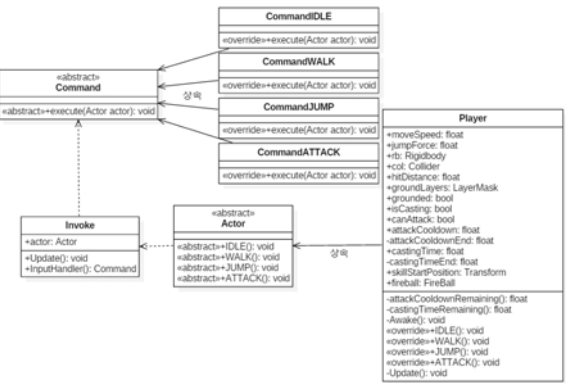 CommandIDLE
«override»+execute(Actor actor): void
CommandWALK
«override»+execute(Actor actor): void
CommandJUMP
«override»+execute(Actor actor): void
CommandATTACK
«override»+execute(Actor actor): void
«abstract»
Command
«abstract»+execute(Actor actor): void
상속
Invoke
+actor: Actor
+Update(): void
+InputHandler(): Command
«abstract»
Actor
«abstract»+IDLE(): void
«abstract»+WALK(): void
«abstract»+JUMP(): void
«abstract»+ATTACK(): void
상속
Player
+moveSpeed: float
+jumpForce: float
+rb: Rigidbody
+col: Collider
+hitDistance: float
+groundLayers: LayerMask
+grounded: bool
+isCasting: bool
+canAttack: bool
+attackCooldown: float
-attackCooldownEnd: float
+castingTime: float
-castingTimeEnd: float
+skillStartPosition: Transform
+fireball: FireBall
-attackCooldownRemaining(): float
-castingTimeRemaining(): float
-Awake(): void
«override»+IDLE(): void
«override»+WALK(): void
«override»+JUMP(): void
«override»+ATTACK(): void
-Update(): void